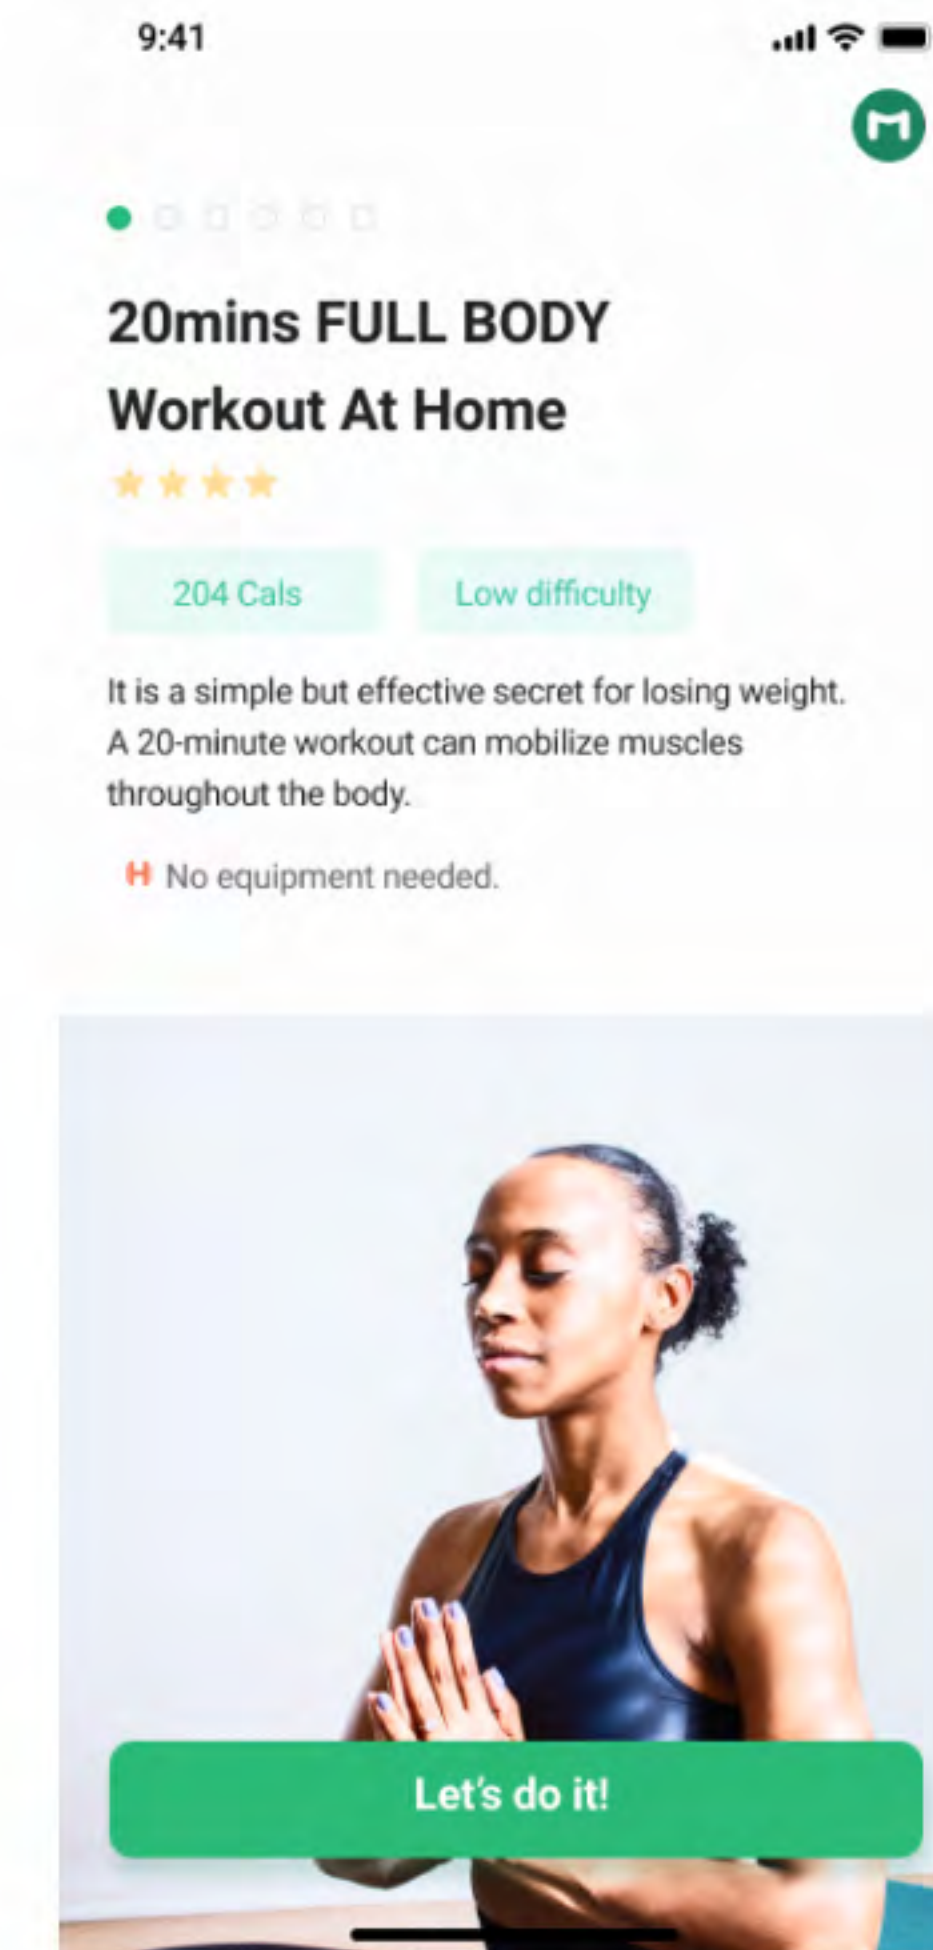 9:41
M
20mins FULL BODY
Workout At Home
204 Cals
Low difficulty
It is a simple but effective secret for losing weight.
A 20-minute workout can mobilize muscles
throughout the body.
H No equipment needed.
Let's do it!